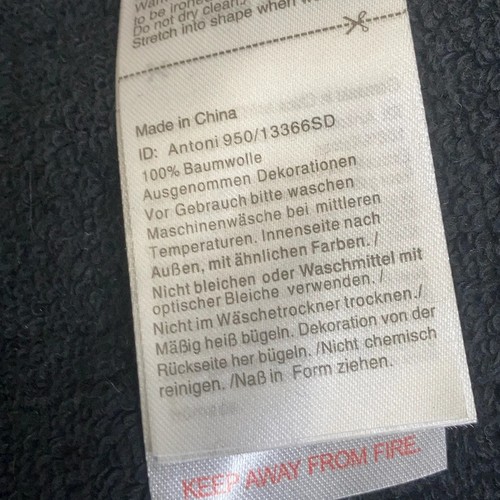 to be ironed
Do not dry clean.
Stretch into shape when
Made in China
ID: Antoni 950/13366SD
100% Baumwolle
Ausgenommen Dekorationen
Vor Gebrauch bitte waschen
Maschinenwäsche bei mittleren
Temperaturen. Innenseite nach
Außen, mit ähnlichen Farben. /
Nicht bleichen oder Waschmittel mit
optischer Bleiche verwenden. /
Nicht im Wäschetrockner trocknen./
Mäßig heiß bügeln. Dekoration von der
Rückseite her bügeln. /Nicht chemisch
reinigen. /Naß in Form ziehen.
KEEP AWAY FROM FIRE.